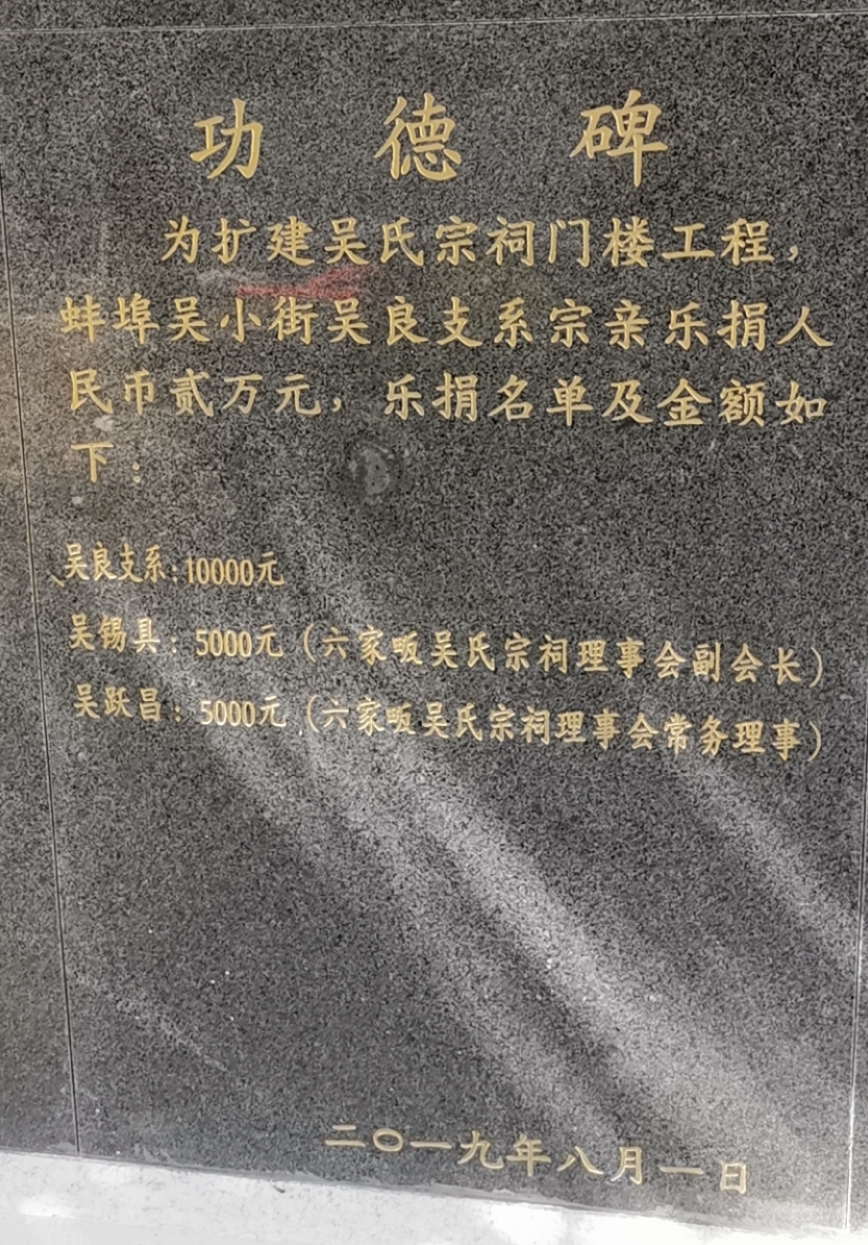 功德碑
为扩建吴氏宗祠门楼工程，
蚌埠吴小街吴良支系宗亲乐捐人
民币贰万元，乐捐名单及金额如
下：
吴良支系：10000元
吴锡具：5000元（六家畈吴氏宗祠理事会副会长）
吴跃昌：5000元（六家畈吴氏宗祠理事会常务理事）
二〇一九年八月一日